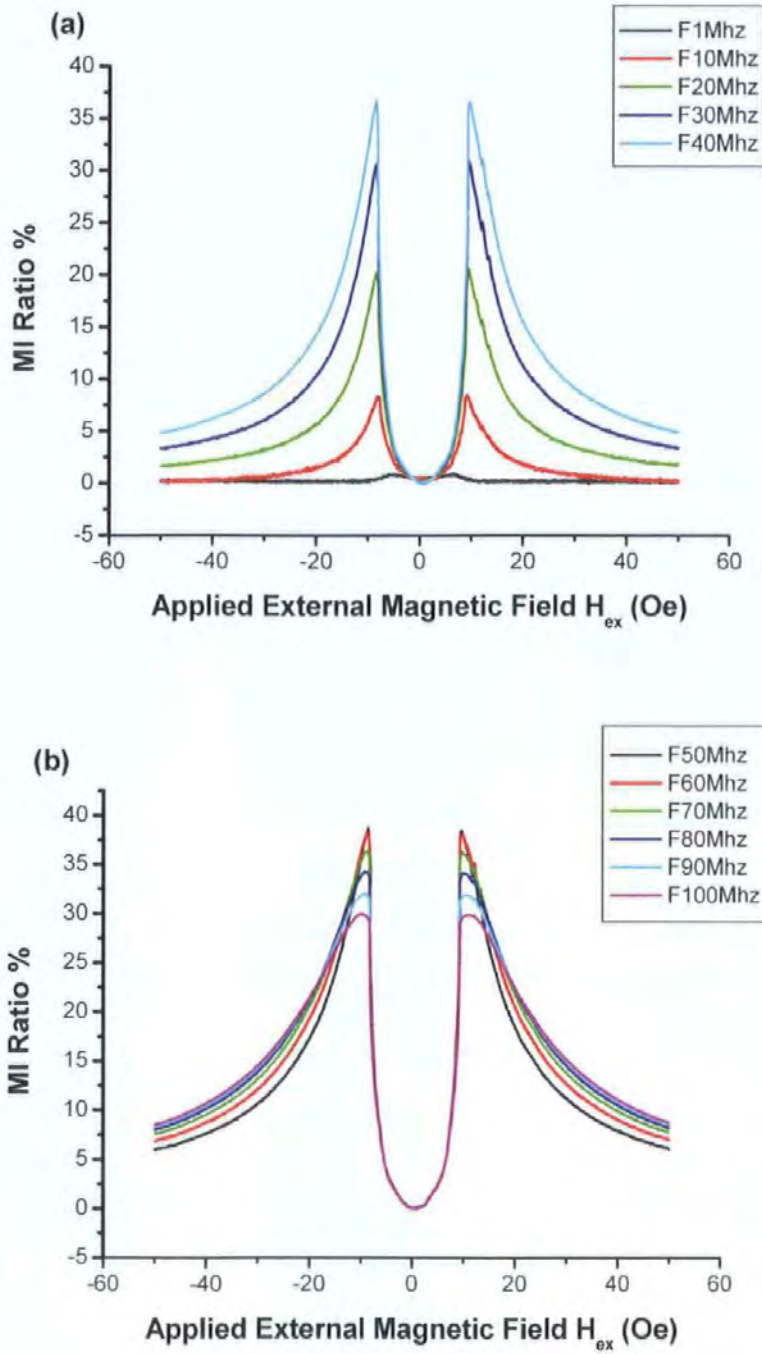 (a)
F1Mhz
F10Mhz
F20Mhz
F30Mhz
F40Mhz
40
35
30
25
20
15
10
5
0
-5
MI Ratio %
-60
-40
-20
0
20
40
60
Applied External Magnetic Field Hex (Oe)
(b)
F50Mhz
F60Mhz
F70Mhz
F80Mhz
F90Mhz
F100Mhz
40
35
30
25
20
15
10
5
0
-5
MI Ratio %
-60
-40
-20
0
20
40
60
Applied External Magnetic Field Hex (Oe)